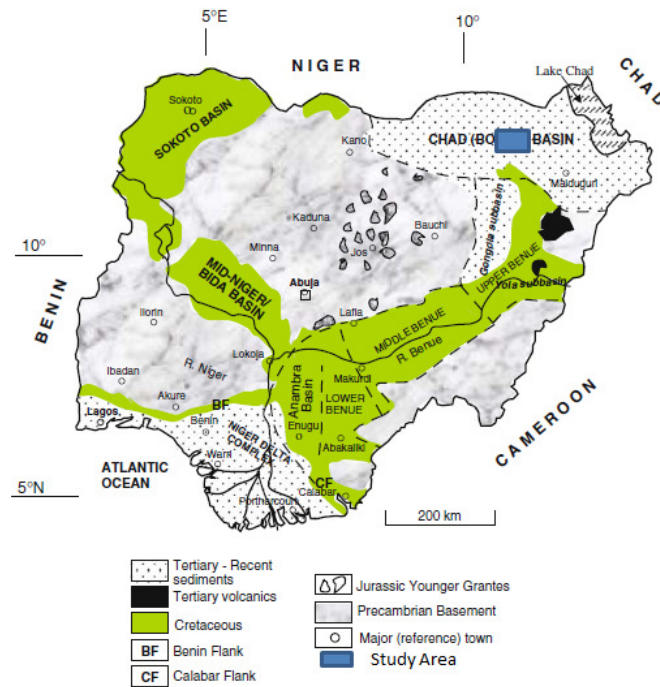 5°E
10°
NIGER
CHAD
Lake Chad
Sokoto
SOKOTO BASIN
Kano
CHAD (BO BASIN
Maiduguri
Kaduna
Bauchi
Jos
Minna
Gongola subbasin
10°
BENIN
MID-NIGER/
BIDA BASIN
Abuja
UPPER BENUE
Yola subbasin
Ilorin
Lafia
MIDDLE BENUE
R. Benue
Lokoja
R. Niger
Ibadan
Makurdi
Akure
BF
Anambra
Basin
LOWER
BENUE
Lagos
Benin
Enugu
NIGER DELTA
COMPLEX
Abakaliki
CAMEROON
Warri
ATLANTIC
OCEAN
CF
5°N
Calabar
Portharcourt
200 km
Tertiary - Recent
sediments
Tertiary volcanics
Cretaceous
BF Benin Flank
CF Calabar Flank
Jurassic Younger Grantes
Precambrian Basement
Major (reference) town
Study Area